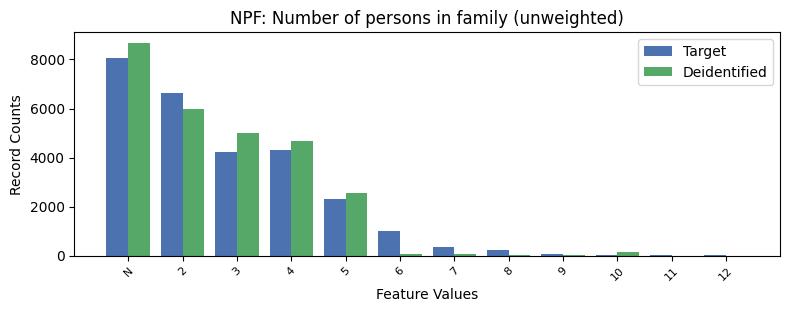 NPF: Number of persons in family (unweighted)
Target
Deidentified
Record Counts
8000
6000
4000
2000
0
N 2 3 4 5 6 7 8 9 10 11 12
Feature Values